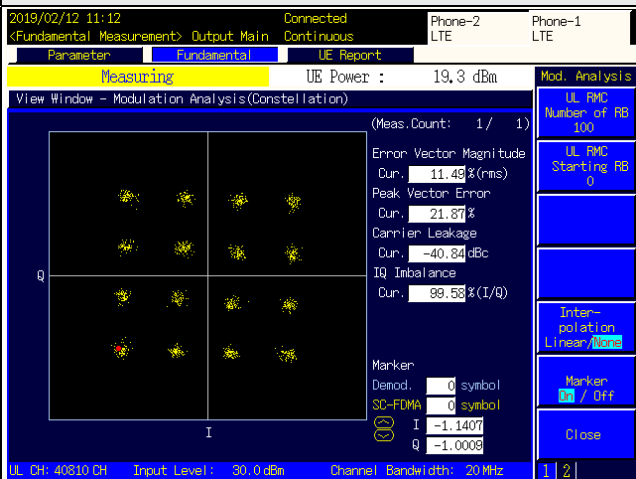 2019/02/12 11:12 Connected Phone-2 Phone-1
<Fundamental Measurement> Output Main Continuous LTE LTE
Parameter Fundamental UE Report
Measuring UE Power : 19.3 dBm Mod. Analysis
View Window - Modulation Analysis(Constellation)
(Meas.Count: 1/ 1)
Error Vector Magnitude
Cur. 11.49 %(rms)
Peak Vector Error
Cur. 21.87 %
Carrier Leakage
Cur. -40.84 dBc
IQ Imbalance
Cur. 99.58 %(I/Q)
Q
I
Marker
Demod. 0 symbol
SC-FDMA 0 symbol
I -1.1407
Q -1.0009
UL RMC
Number of RB
100
UL RMC
Starting RB
0
Inter-
polation
Linear/None
Marker
On / Off
Close
UL CH: 40810 CH Input Level: 30.0 dBm Channel Bandwidth: 20 MHz 1 2